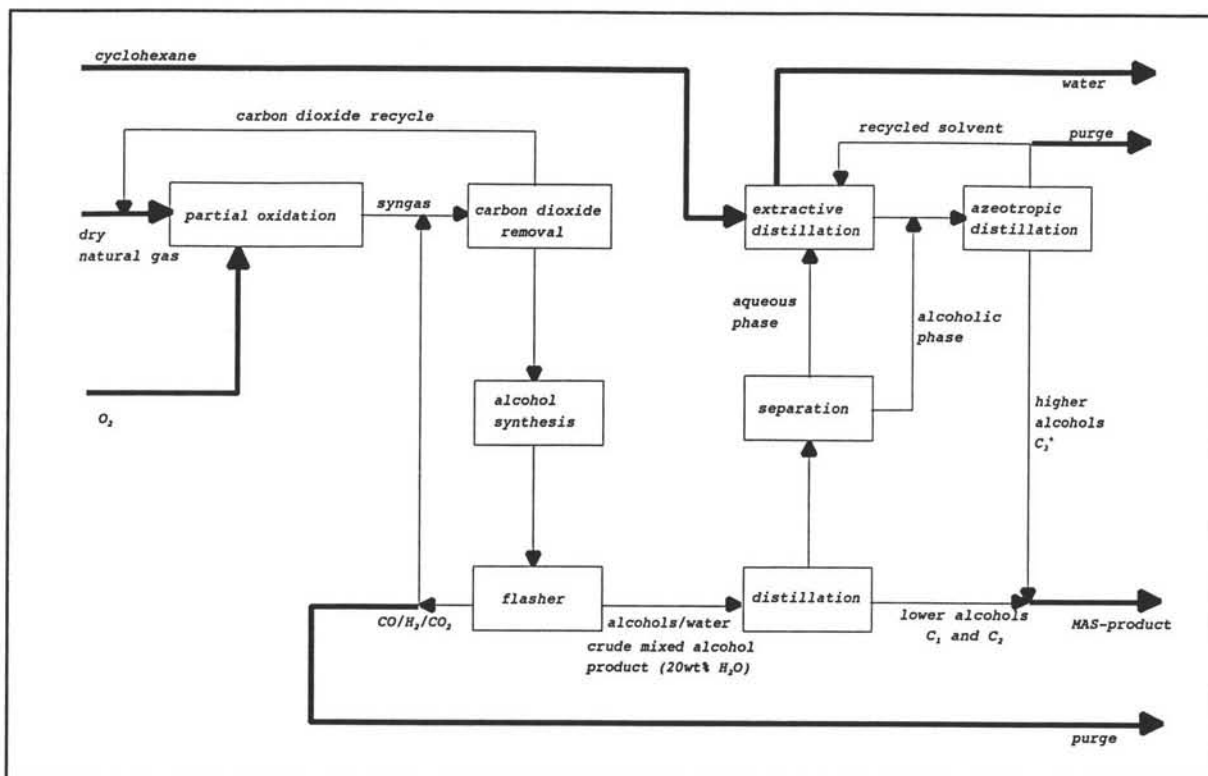 cyclohexane
water
carbon dioxide recycle
recycled solvent
purge
partial oxidation
syngas
carbon dioxide
removal
extractive
distillation
azeotropic
distillation
dry
natural gas
aqueous
phase
alcoholic
phase
O₂
alcohol
synthesis
separation
higher
alcohols
C₃⁺
flasher
distillation
CO/H₂/CO₂
alcohols/water
crude mixed alcohol
product (20wt% H₂O)
lower alcohols
C₁ and C₂
MAS-product
purge